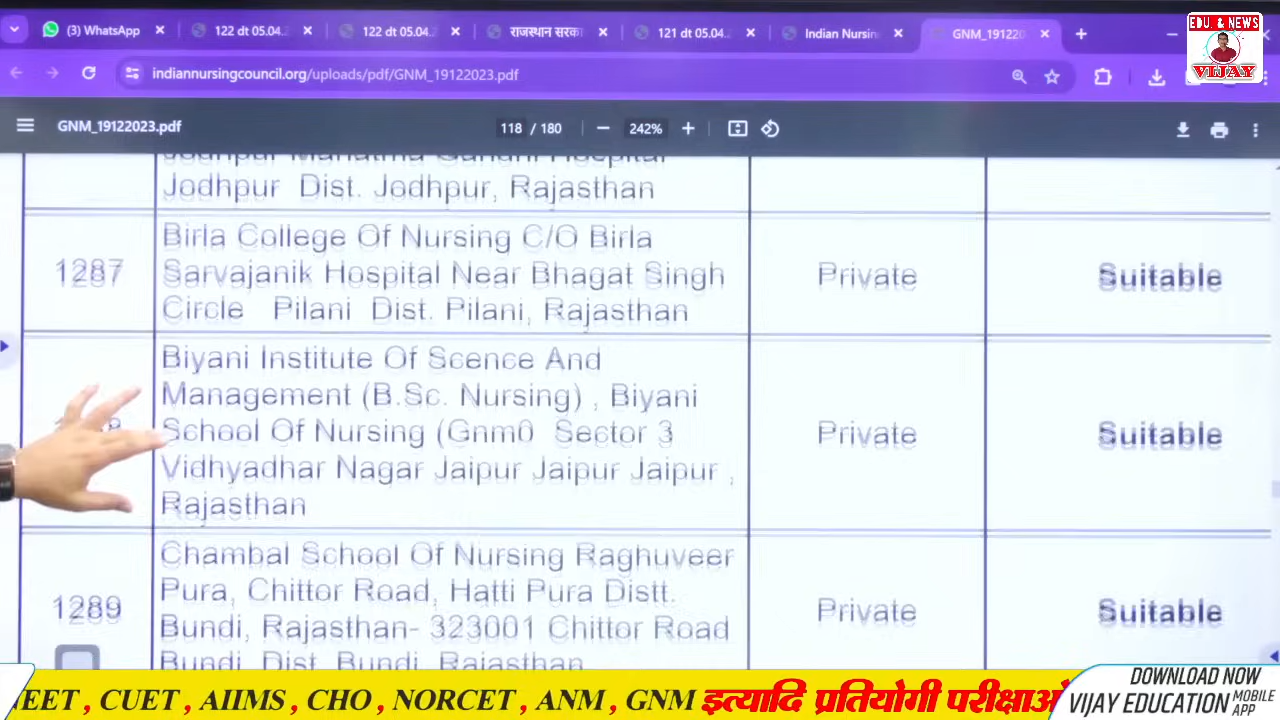 (3) WhatsApp
122 dt 05.04.
122 dt 05.04.
राजस्थान सरका
121 dt 05.04.
Indian Nursin
GNM_1912202
EDU. & NEWS
VIJAY
indiannursingcouncil.org/uploads/pdf/GNM_19122023.pdf
GNM_19122023.pdf
118 / 180
242%
Jodhpur Mahatma Gandhi Hospital
Jodhpur Dist. Jodhpur, Rajasthan
1287
Birla College Of Nursing C/O Birla
Sarvajanik Hospital Near Bhagat Singh
Circle Pilani Dist. Pilani, Rajasthan
Private
Suitable
Biyani Institute Of Scence And
Management (B.Sc. Nursing) , Biyani
School Of Nursing (Gnm0 Sector 3
Vidhyadhar Nagar Jaipur Jaipur Jaipur ,
Rajasthan
Private
Suitable
1289
Chambal School Of Nursing Raghuveer
Pura, Chittor Road, Hatti Pura Distt.
Bundi, Rajasthan- 323001 Chittor Road
Bundi Dist. Bundi, Rajasthan
Private
Suitable
NEET , CUET , AIIMS , CHO , NORCET , ANM , GNM इत्यादि प्रतियोगी परीक्षाओं
DOWNLOAD NOW
VIJAY EDUCATION MOBILE APP